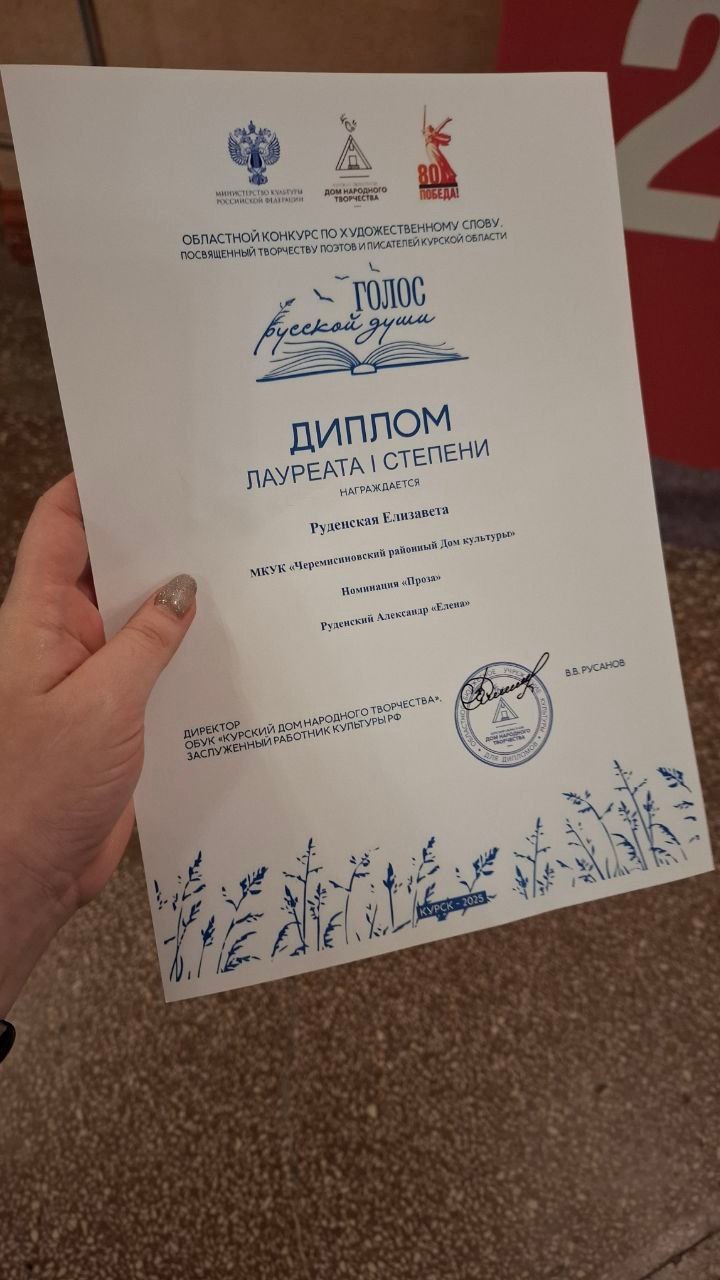 МИНИСТЕРСТВО КУЛЬТУРЫ
РОССИЙСКОЙ ФЕДЕРАЦИИ
ДОМ НАРОДНОГО
ТВОРЧЕСТВА
80
ПОБЕДА!
ОБЛАСТНОЙ КОНКУРС ПО ХУДОЖЕСТВЕННОМУ СЛОВУ,
ПОСВЯЩЕННЫЙ ТВОРЧЕСТВУ ПОЭТОВ И ПИСАТЕЛЕЙ КУРСКОЙ ОБЛАСТИ
ГОЛОС
русской души
ДИПЛОМ
ЛАУРЕАТА I СТЕПЕНИ
НАГРАЖДАЕТСЯ
Руденская Елизавета
МКУК «Черемисиновский районный Дом культуры»
Номинация «Проза»
Руденский Александр «Елена»
ДИРЕКТОР
ОБУК «КУРСКИЙ ДОМ НАРОДНОГО ТВОРЧЕСТВА»,
ЗАСЛУЖЕННЫЙ РАБОТНИК КУЛЬТУРЫ РФ
В.В. РУСАНОВ
ДОМ НАРОДНОГО
ТВОРЧЕСТВА
ДЛЯ ДИПЛОМОВ
КУРСК - 2025
2